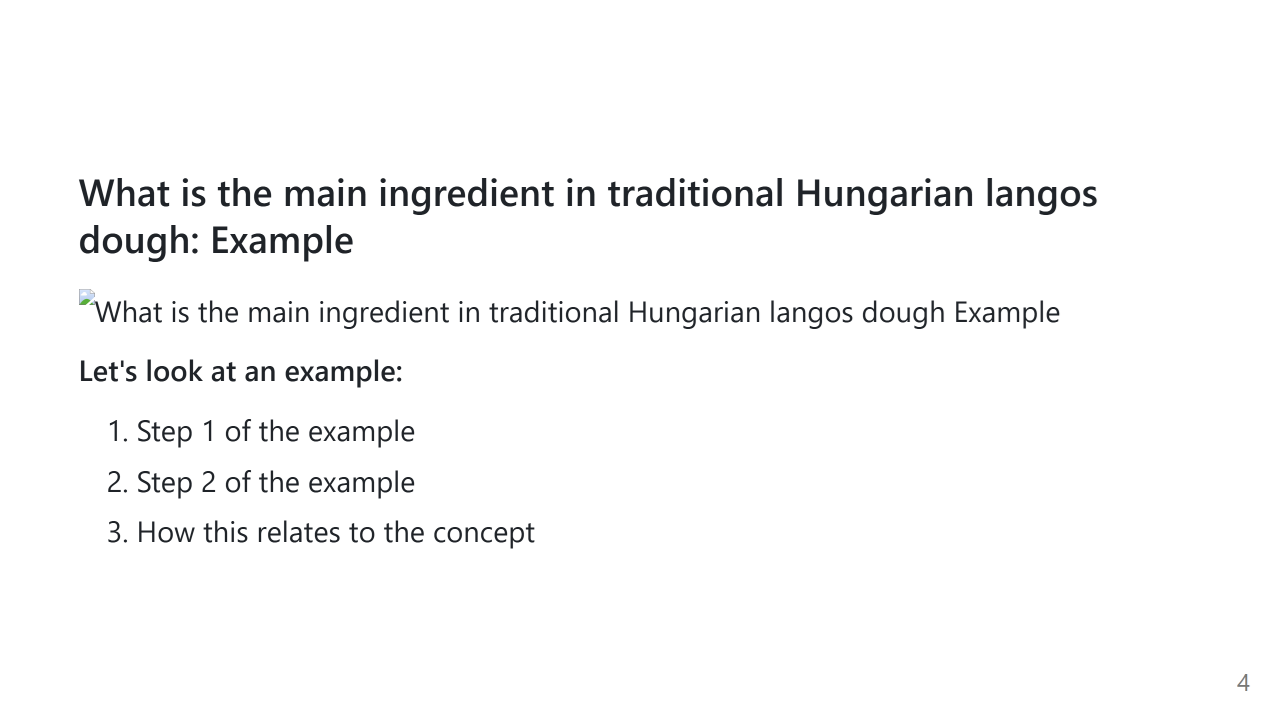 What is the main ingredient in traditional Hungarian langos
dough: Example
What is the main ingredient in traditional Hungarian langos dough Example
Let's look at an example:
1. Step 1 of the example
2. Step 2 of the example
3. How this relates to the concept
4